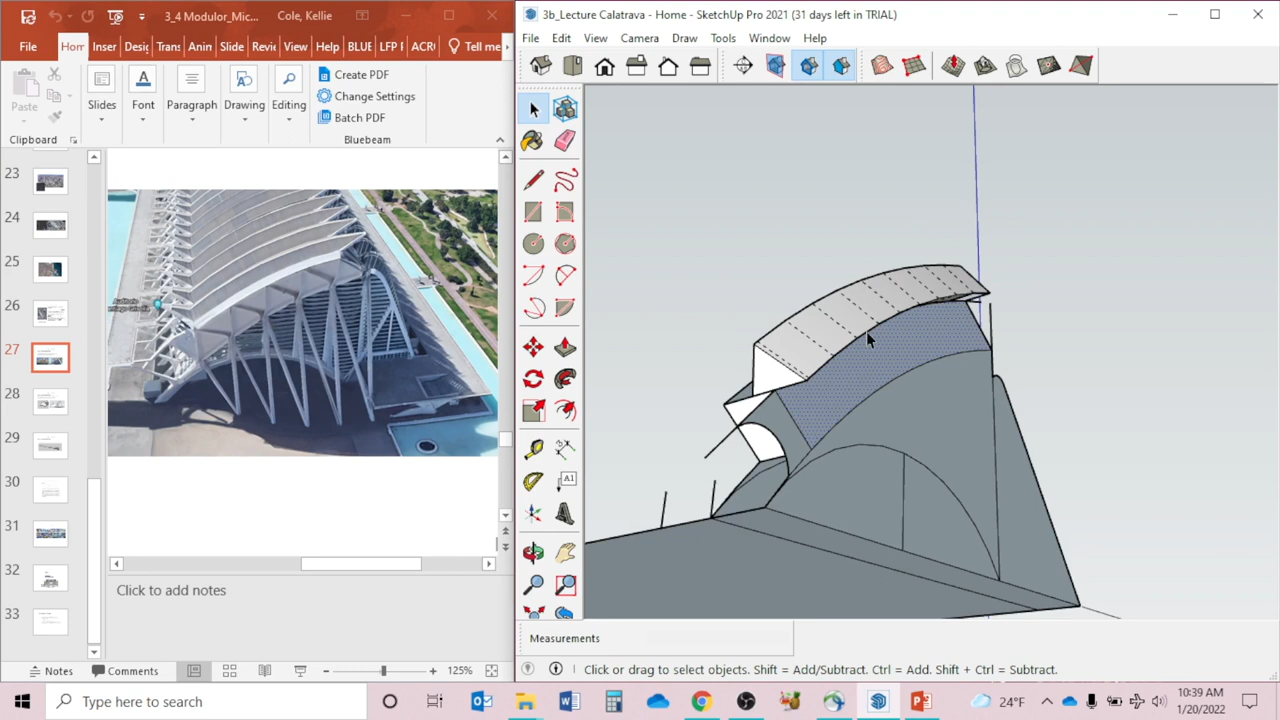 3_4 Modulor_Mic...
Cole, Kellie
File
Hom
Inser
Desig
Trans
Anin
Slide
Revie
View
Help
BLUE
LFP I
ACR(
Tell me
Paste
Slides
Font
Paragraph
Drawing
Editing
Create PDF
Change Settings
Batch PDF
Clipboard
Bluebeam
23
24
25
26
27
28
29
30
31
32
33
Click to add notes
Notes
Comments
125%
3b_Lecture Calatrava - Home - SketchUp Pro 2021 (31 days left in TRIAL)
File Edit View Camera Draw Tools Window Help
A1
Measurements
Click or drag to select objects. Shift = Add/Subtract. Ctrl = Add. Shift + Ctrl = Subtract.
Type here to search
24°F
10:39 AM
1/20/2022